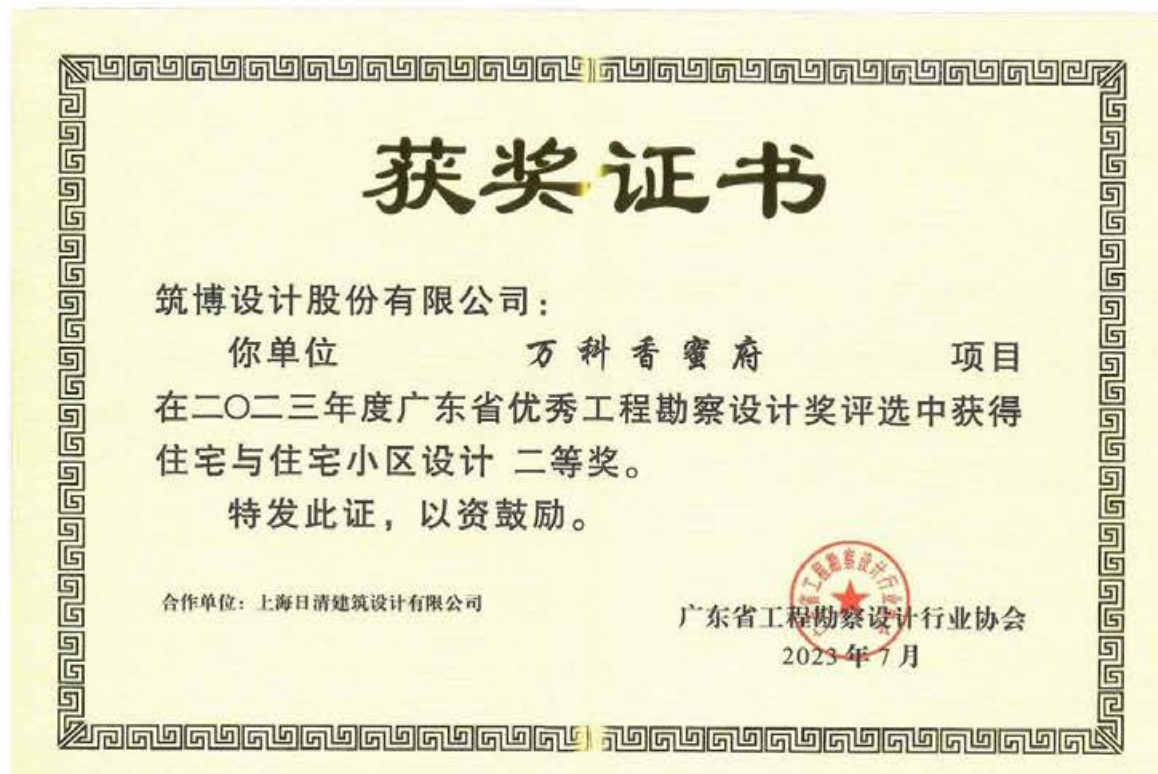 获奖证书
筑博设计股份有限公司：
你单位 万科香蜜府 项目
在二〇二三年度广东省优秀工程勘察设计奖评选中获得
住宅与住宅小区设计 二等奖。
特发此证，以资鼓励。
合作单位：上海日清建筑设计有限公司
广东省工程勘察设计行业协会
2023年7月